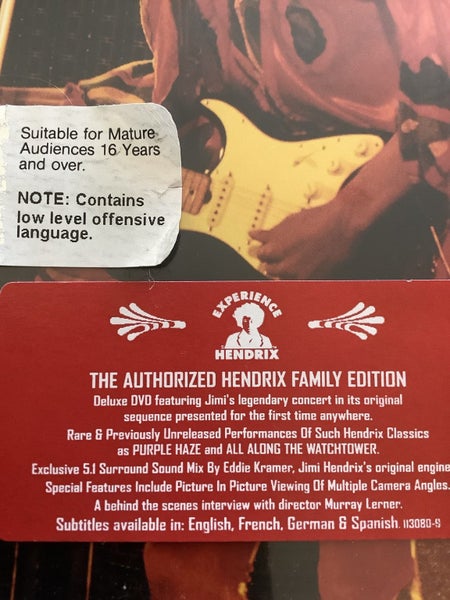 Suitable for Mature
Audiences 16 Years
and over.
NOTE: Contains
low level offensive
language.
EXPERIENCE
HENDRIX
THE AUTHORIZED HENDRIX FAMILY EDITION
Deluxe DVD featuring Jimi's legendary concert in its original
sequence presented for the first time anywhere.
Rare & Previously Unreleased Performances Of Such Hendrix Classics
as PURPLE HAZE and ALL ALONG THE WATCHTOWER.
Exclusive 5.1 Surround Sound Mix By Eddie Kramer, Jimi Hendrix's original engine
Special Features Include Picture In Picture Viewing Of Multiple Camera Angles.
A behind the scenes interview with director Murray Lerner.
Subtitles available in: English, French, German & Spanish. 113080-9